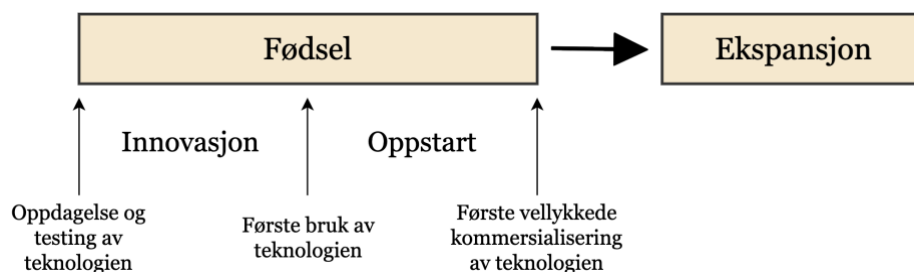 Fødsel
Ekspansjon
Innovasjon
Oppstart
Oppdagelse og
testing av
teknologien
Første bruk av
teknologien
Første vellykkede
kommersialisering
av teknologien